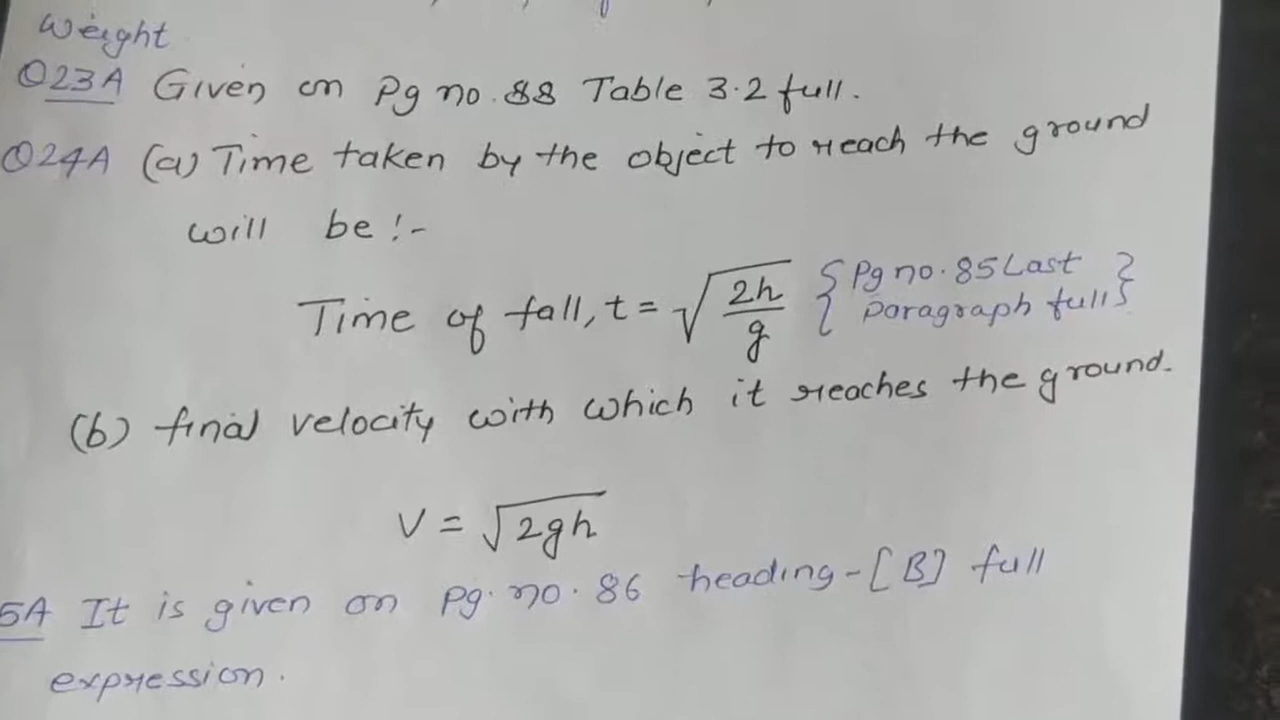 Weight
Q23A Given on Pg no. 88 Table 3.2 full.
Q24A (a) Time taken by the object to reach the ground
will be :-
Time of fall, t = √(2h/g) {Pg no. 85 Last
paragraph full}
(b) final velocity with which it reaches the ground.
V = √2gh
5A It is given on pg. no. 86 heading - [B] full
expression.